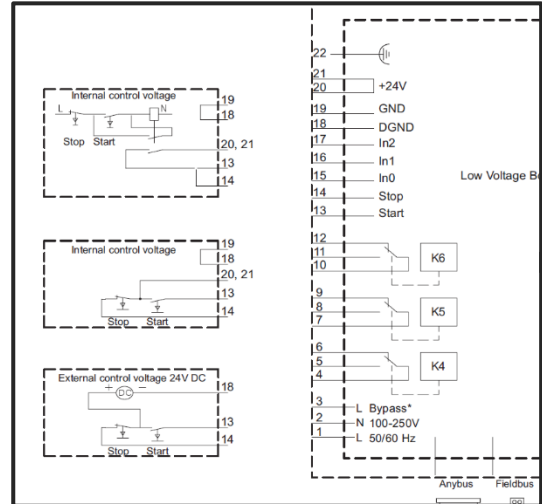 Internal control voltage
L N
Stop Start
19
18
20, 21
13
14
Internal control voltage
19
18
20, 21
13
14
Stop Start
External control voltage 24V DC
+ DC -
18
13
14
Stop Start
22
21
20 +24V
19 GND
18 DGND
17 In2
16 In1
15 In0
14 Stop
13 Start
Low Voltage Bo
12
11 K6
10
9
8 K5
7
6
5 K4
4
3 L Bypass*
2 N 100-250V
1 L 50/60 Hz
Anybus Fieldbus